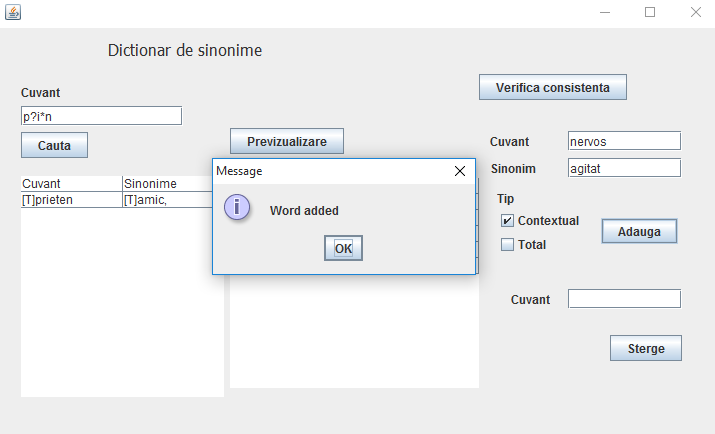 Dictionar de sinonime
Cuvant
p?i*n
Cauta
Cuvant Sinonime
[T]prieten [T]amic,
Previzualizare
Message
Word added
OK
Verifica consistenta
Cuvant nervos
Sinonim agitat
Tip
Contextual
Total
Adauga
Cuvant
Sterge